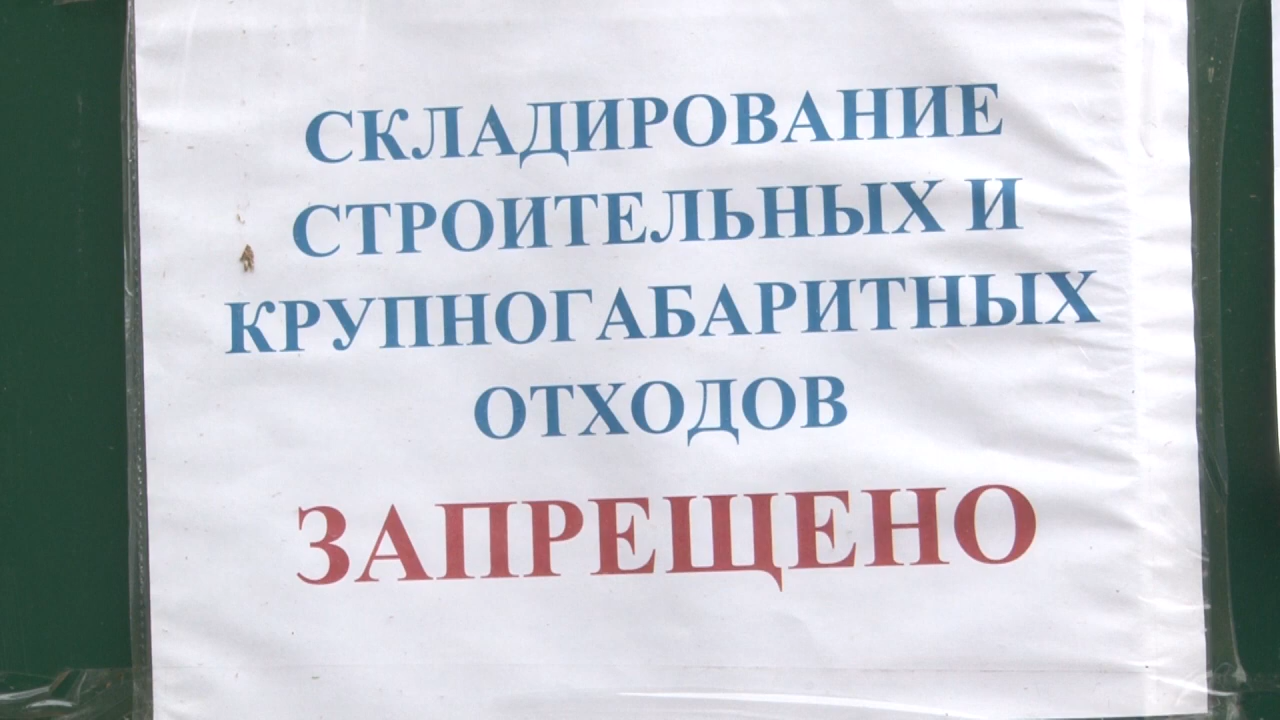 СКЛАДИРОВАНИЕ
СТРОИТЕЛЬНЫХ И
КРУПНОГАБАРИТНЫХ
ОТХОДОВ
ЗАПРЕЩЕНО